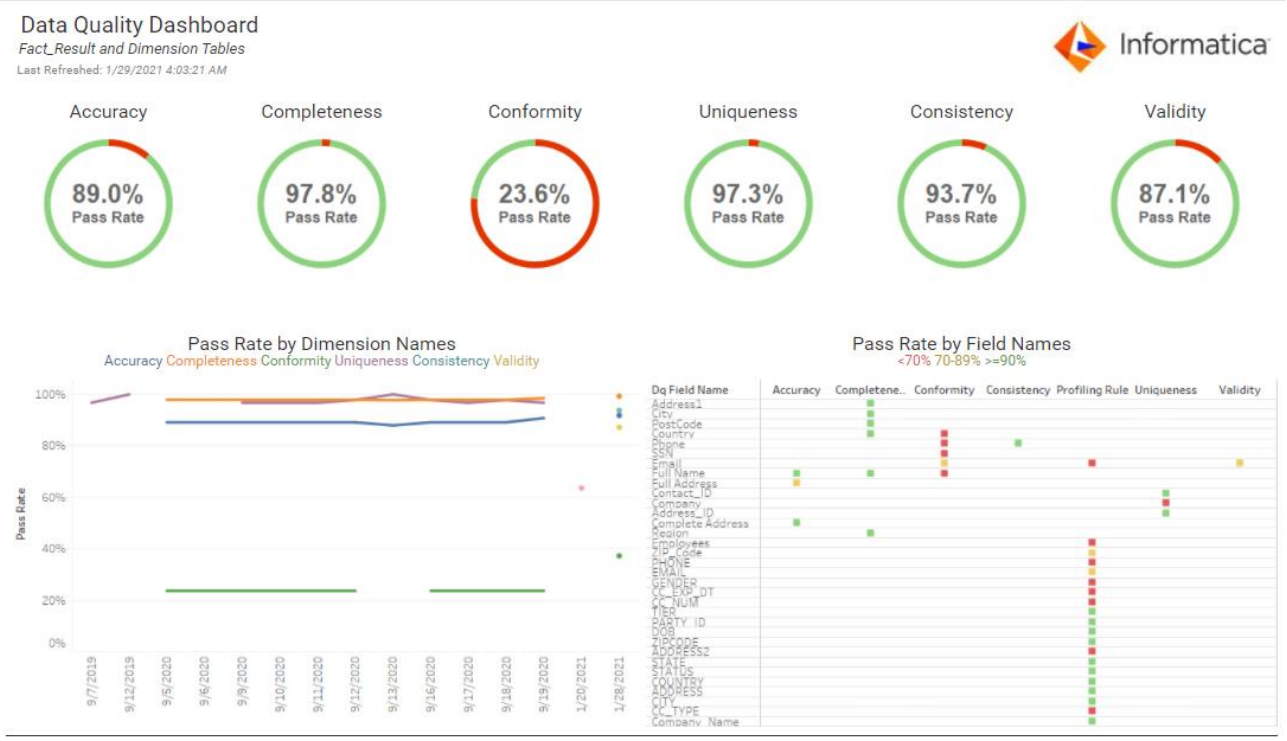 Data Quality Dashboard
Fact_Result and Dimension Tables
Last Refreshed: 1/29/2021 4:03:21 AM
Informatica
Accuracy Completeness Conformity Uniqueness Consistency Validity
89.0% 97.8% 23.6% 97.3% 93.7% 87.1%
Pass Rate Pass Rate Pass Rate Pass Rate Pass Rate Pass Rate
Pass Rate by Dimension Names
Accuracy Completeness Conformity Uniqueness Consistency Validity
100%
80%
60%
40%
20%
0%
Pass Rate
9/7/2019 9/12/2019 9/5/2020 9/6/2020 9/9/2020 9/10/2020 9/11/2020 9/12/2020 9/13/2020 9/16/2020 9/17/2020 9/18/2020 9/19/2020 1/20/2021 1/28/2021
Pass Rate by Field Names
<70% 70-89% >=90%
Dq Field Name Accuracy Completene.. Conformity Consistency Profiling Rule Uniqueness Validity
Address1
City
PostCode
Country
Phone
SSN
Email
Full Name
Full Address
Contact_ID
Company
Address_ID
Complete Address
Region
Employees
ZIP_Code
PHONE
EMAIL
GENDER
CC_EXP_DT
CC_NUM
TIER
PARTY_ID
DOB
ZIPCODE
ADDRESS2
STATE
STATUS
COUNTRY
ADDRESS
CITY
CC_TYPE
Company_Name